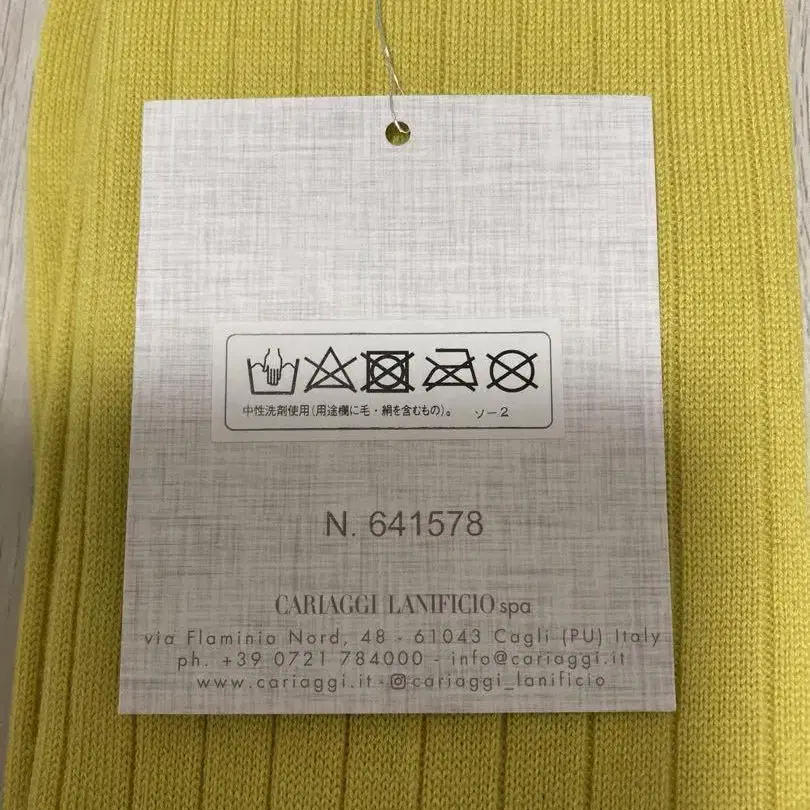 中性洗剤使用(用途欄に毛・絹を含むもの)。 ソー2
N. 641578
CARIAGGI LANIFICIO spa
via Flaminia Nord, 48 - 61043 Cagli (PU) Italy
ph. +39 0721 784000 - info@cariaggi.it
www.cariaggi.it - cariaggi_lanificio